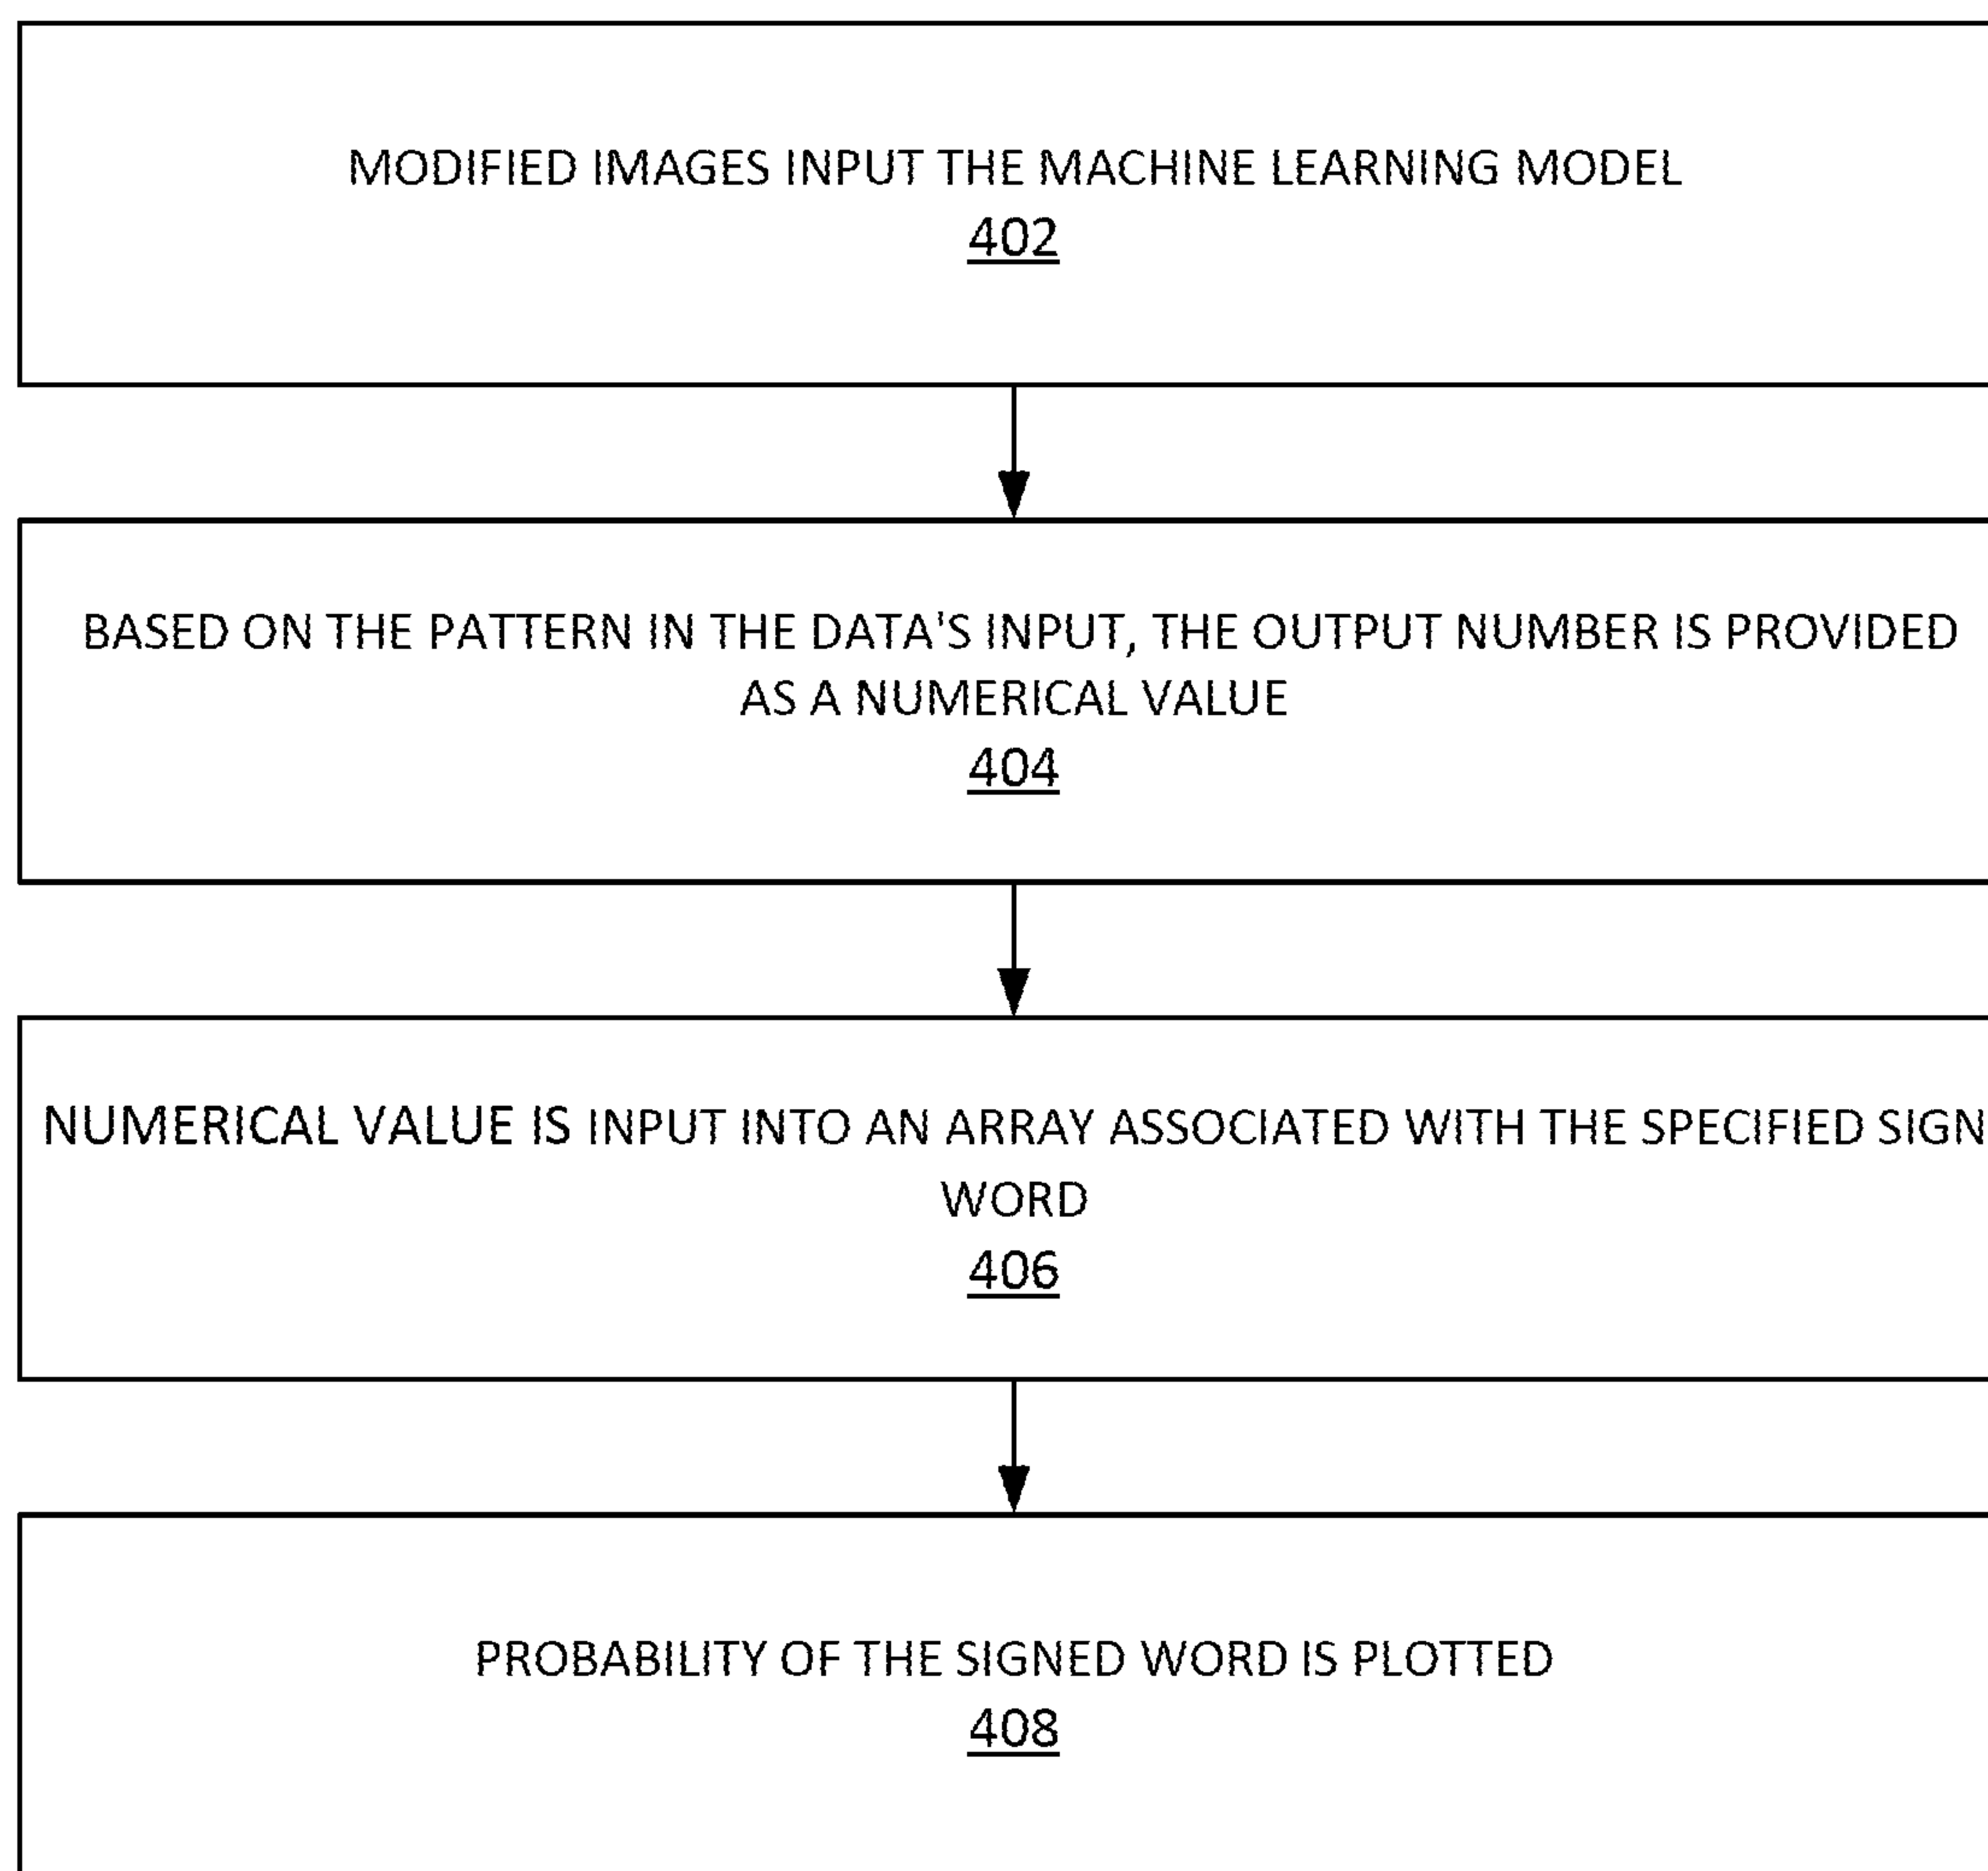 MODIFIED IMAGES INPUT THE MACHINE LEARNING MODEL
402
BASED ON THE PATTERN IN THE DATA'S INPUT, THE OUTPUT NUMBER IS PROVIDED
AS A NUMERICAL VALUE
404
NUMERICAL VALUE IS INPUT INTO AN ARRAY ASSOCIATED WITH THE SPECIFIED SIGN
WORD
406
PROBABILITY OF THE SIGNED WORD IS PLOTTED
408